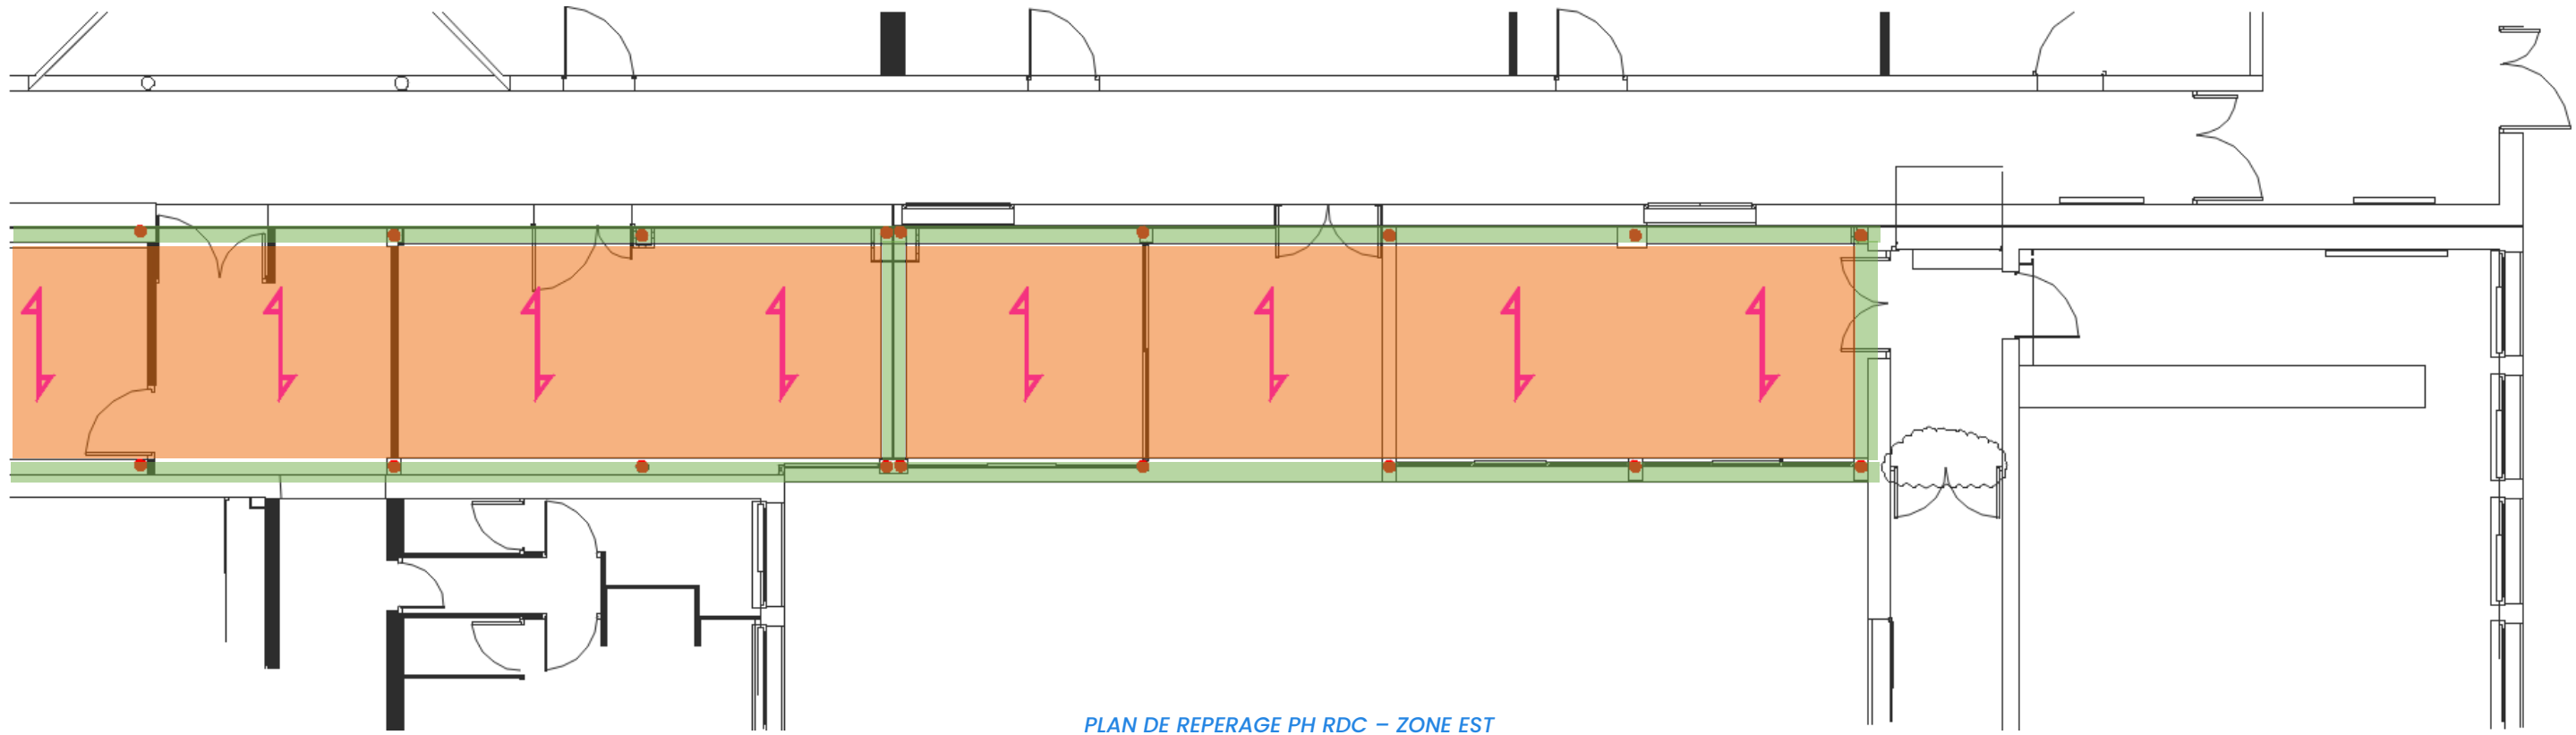 PLAN DE REPERAGE PH RDC – ZONE EST